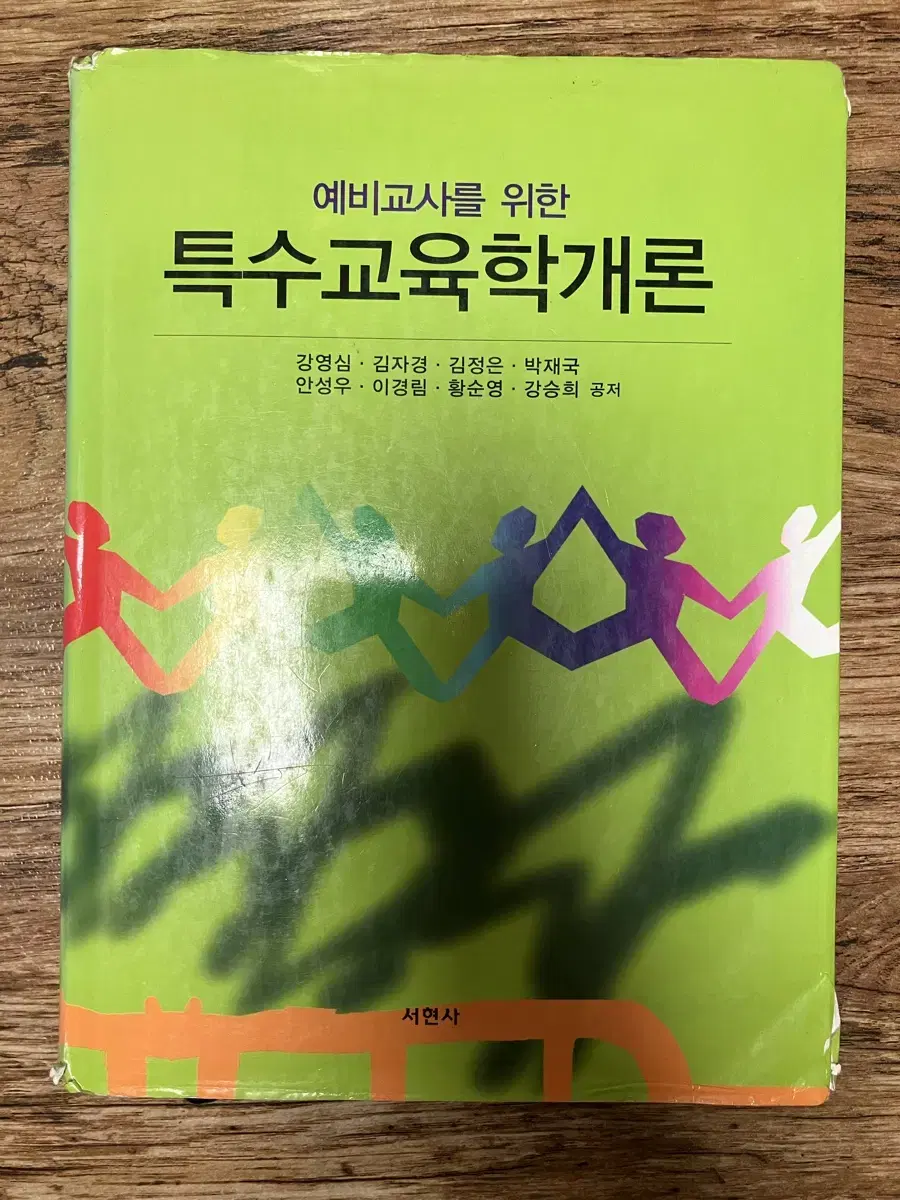 예비교사를 위한
특수교육학개론
강영심 · 김자경 · 김정은 · 박재국
안성우 · 이경림 · 황순영 · 강승희 공저
서현사